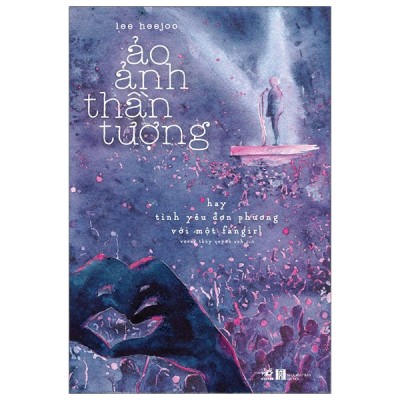 lee heejoo
ảo
ảnh
thần
tượng
hay
tình yêu đơn phương
với một fangirl